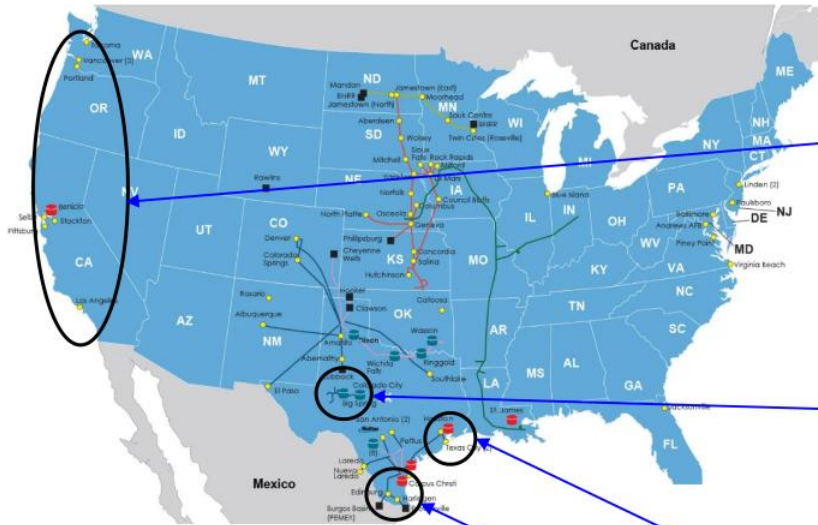 Canada
Tacoma
WA
Vancouver (2)
Portland
OR
MT
ID
ND
Mandan
Jamestown (East)
Jamestown (North)
Moorhead
MN
Sauk Centre
Twin Cities (Roseville)
Aberdeen
SD
Wolsey
Sioux
Falls
Rock Rapids
Milford
Mitchell
WI
MI
ME
NH
MA
CT
NY
WY
Rawlins
NE
Norfolk
IA
Council Bluffs
Columbus
Osceola
North Platte
Geneva
Blue Island
PA
Linden (2)
Paulsboro
NJ
DE
MD
Baltimore
Andrews AFB
Piney Point
Virginia Beach
NV
Benicia
Selby
Stockton
Pittsburg
CA
Los Angeles
UT
CO
Denver
Colorado
Springs
Phillipsburg
Cheyenne
Wells
KS
Concordia
Salina
Hutchinson
MO
IL
IN
OH
WV
VA
KY
Hooker
Clawson
Catoosa
OK
Rosario
Albuquerque
AZ
NM
Amarillo
Abernathy
Lubbock
Wasson
Wichita
Falls
Ringgold
Southlake
AR
TN
NC
SC
MS
AL
GA
LA
Colorado City
Big Spring
El Paso
San Antonio (2)
Houston
Texas City
St. James
Jacksonville
FL
Pettus
Laredo
Nuevo
Laredo
Corpus Christi
Edinburg
Harlingen
Burgos
(PEMEX)
Mexico